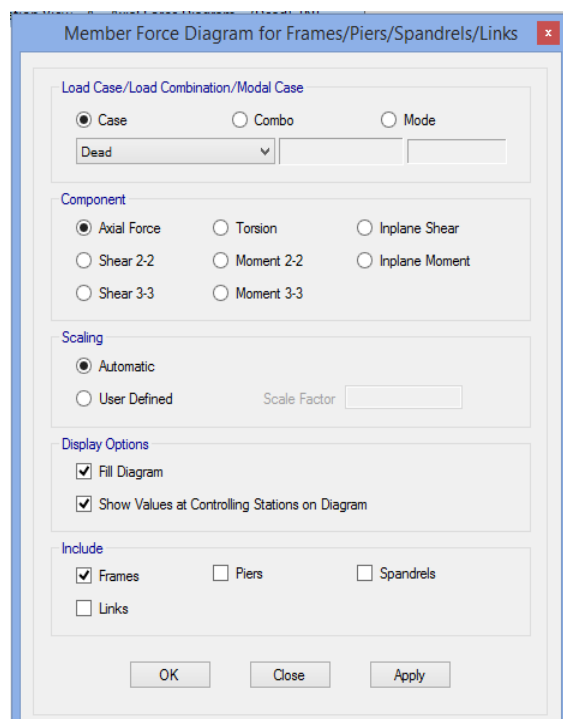 Member Force Diagram for Frames/Piers/Spandrels/Links
x
Load Case/Load Combination/Modal Case
Case Combo Mode
Dead
Component
Axial Force Torsion Inplane Shear
Shear 2-2 Moment 2-2 Inplane Moment
Shear 3-3 Moment 3-3
Scaling
Automatic
User Defined Scale Factor
Display Options
Fill Diagram
Show Values at Controlling Stations on Diagram
Include
Frames Piers Spandrels
Links
OK Close Apply